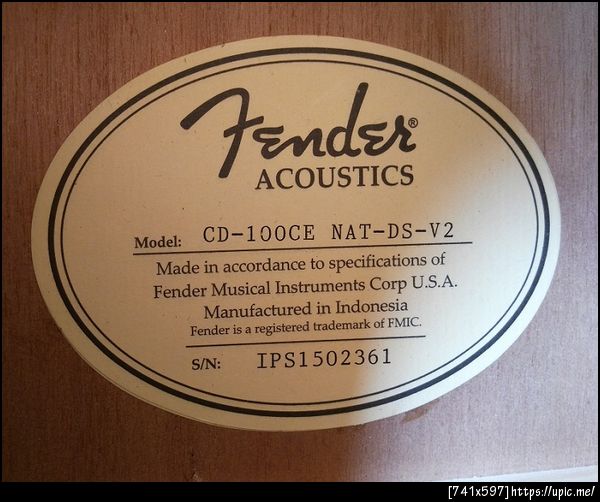 Fender®
ACOUSTICS
Model: CD-100CE NAT-DS-V2
Made in accordance to specifications of
Fender Musical Instruments Corp U.S.A.
Manufactured in Indonesia
Fender is a registered trademark of FMIC.
S/N: IPS1502361
[741x597]https://upic.me/